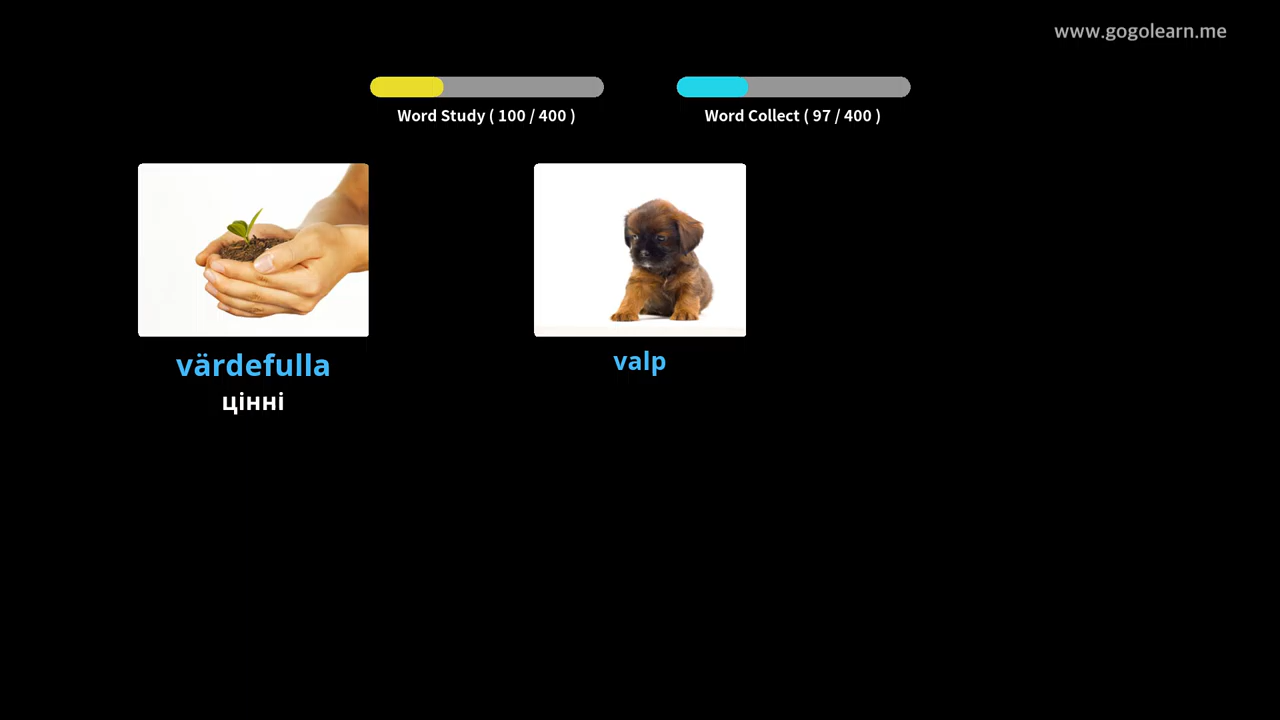 www.gogolearn.me
Word Study ( 100 / 400 )
Word Collect ( 97 / 400 )
värdefulla
цінні
valp